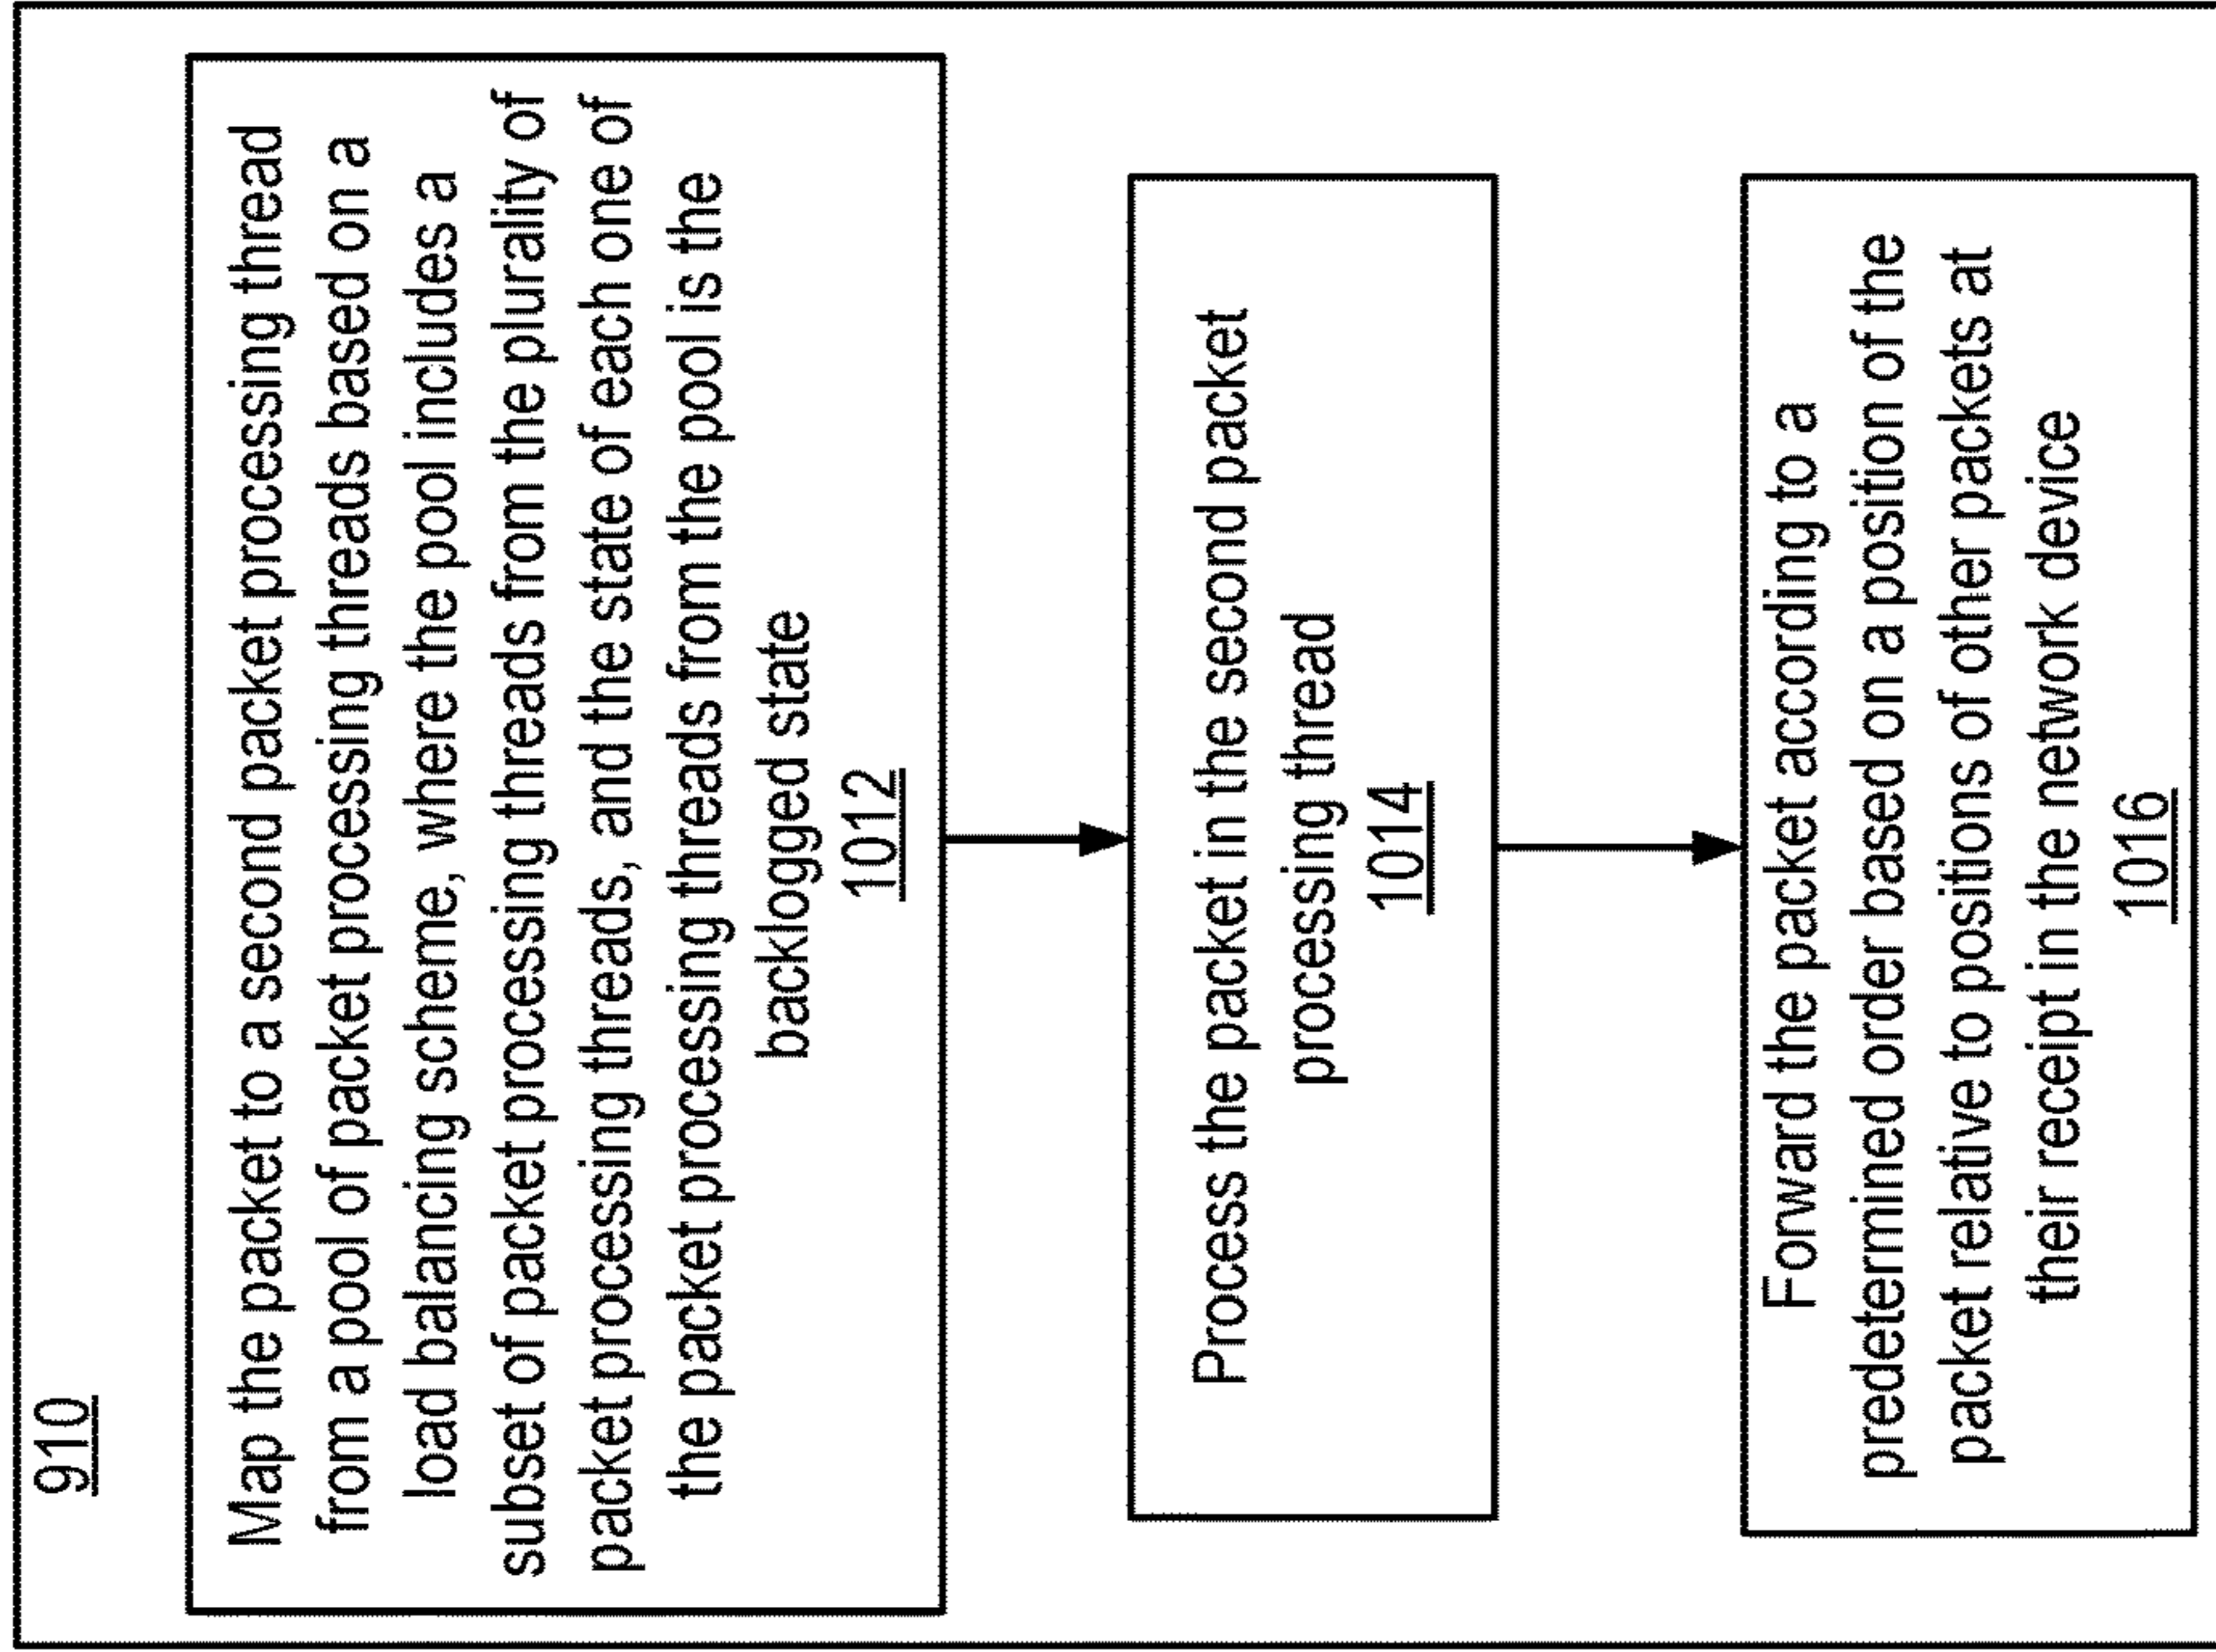 910
Map the packet to a second packet processing thread
from a pool of packet processing threads based on a
load balancing scheme, where the pool includes a
subset of packet processing threads from the plurality of
packet processing threads, and the state of each one of
the packet processing threads from the pool is the
backlogged state
1012
Process the packet in the second packet
processing thread
1014
Forward the packet according to a
predetermined order based on a position of the
packet relative to positions of other packets at
their receipt in the network device
1016